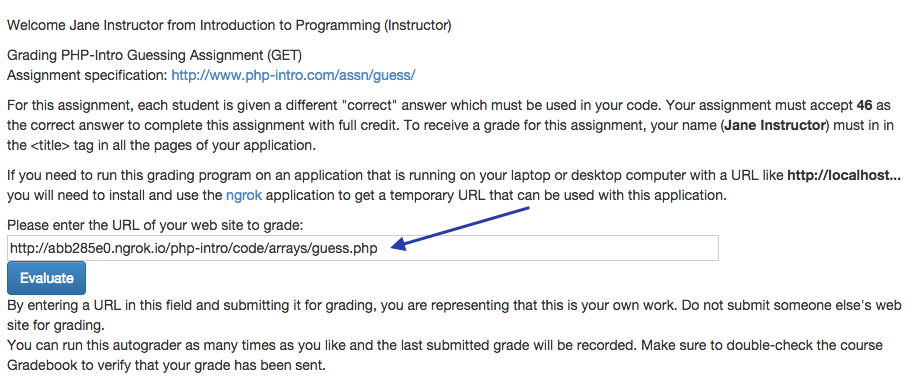 Welcome Jane Instructor from Introduction to Programming (Instructor)
Grading PHP-Intro Guessing Assignment (GET)
Assignment specification: http://www.php-intro.com/assn/guess/
For this assignment, each student is given a different "correct" answer which must be used in your code. Your assignment must accept 46 as
the correct answer to complete this assignment with full credit. To receive a grade for this assignment, your name (Jane Instructor) must in in
the <title> tag in all the pages of your application.
If you need to run this grading program on an application that is running on your laptop or desktop computer with a URL like http://localhost...
you will need to install and use the ngrok application to get a temporary URL that can be used with this application.
Please enter the URL of your web site to grade:
http://abb285e0.ngrok.io/php-intro/code/arrays/guess.php
Evaluate
By entering a URL in this field and submitting it for grading, you are representing that this is your own work. Do not submit someone else's web
site for grading.
You can run this autograder as many times as you like and the last submitted grade will be recorded. Make sure to double-check the course
Gradebook to verify that your grade has been sent.